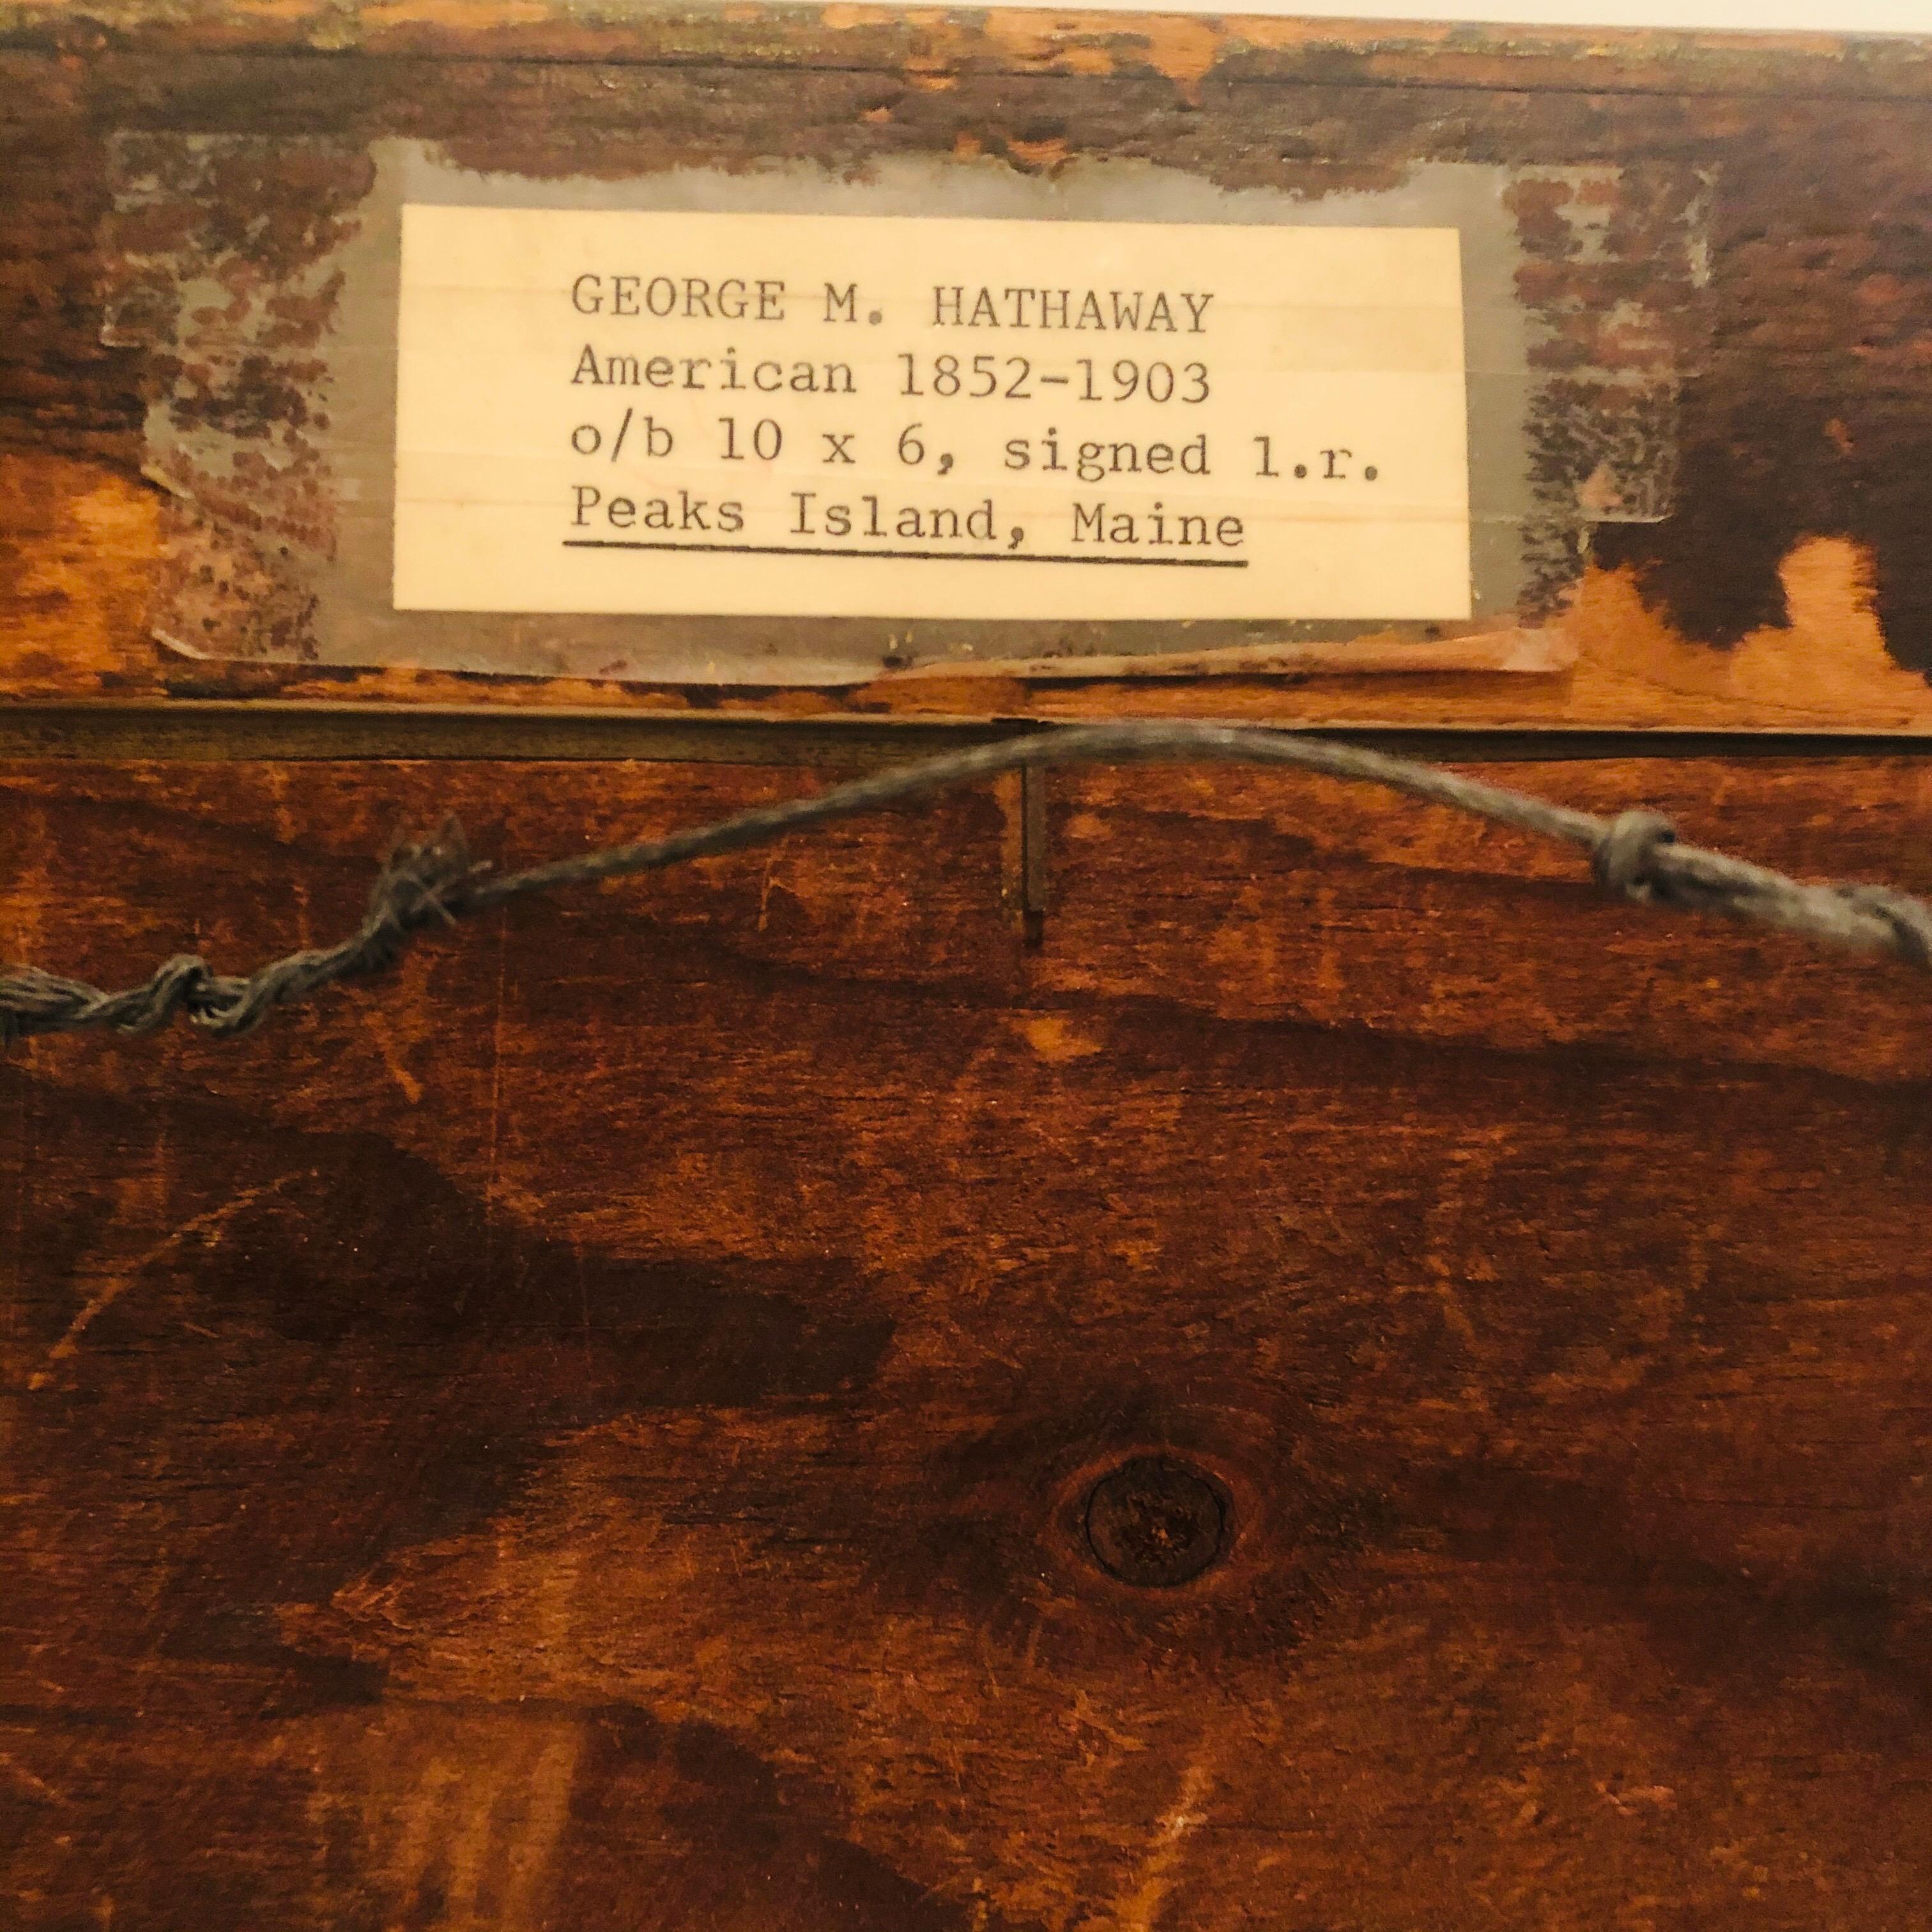 GEORGE M. HATHAWAY
American 1852-1903
o/b 10 x 6, signed l.r.
Peaks Island, Maine